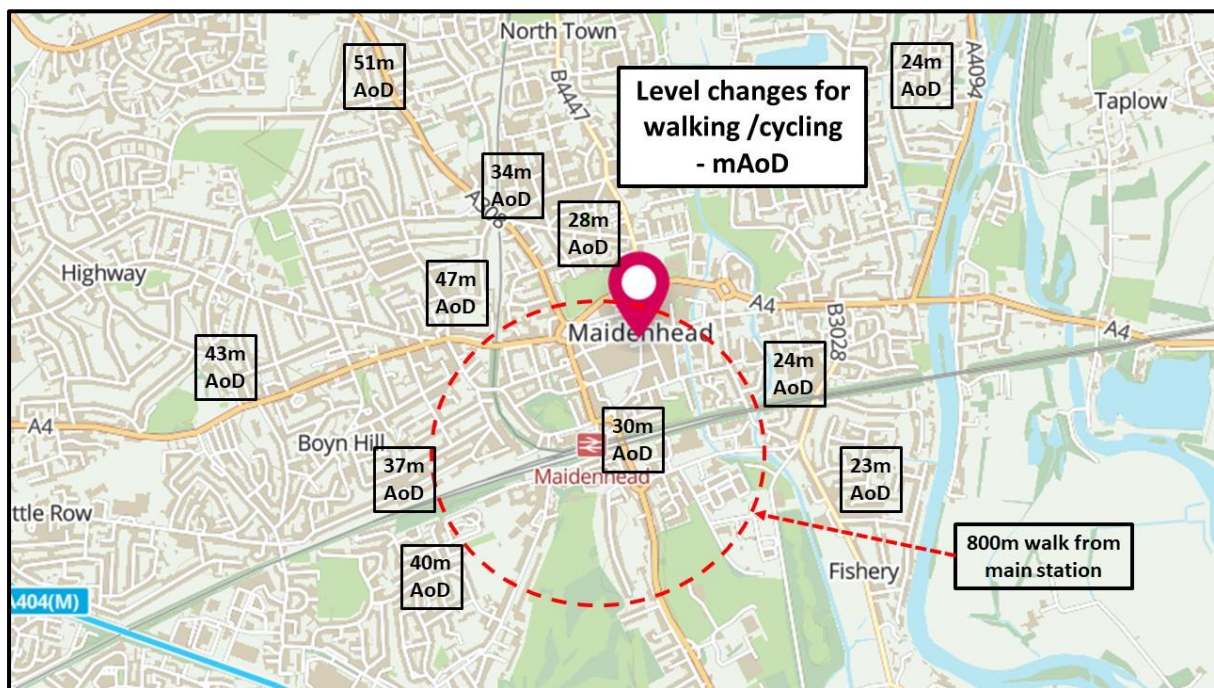 North Town
51m
AoD
B4447
Level changes for
walking /cycling
- mAoD
24m
AoD
A4094
Taplow
34m
AoD
A308
28m
AoD
Highway
47m
AoD
A4
Maidenhead
B3028
A4
43m
AoD
24m
AoD
A4
Boyn Hill
30m
AoD
37m
AoD
Maidenhead
23m
AoD
ttle Row
800m walk from
main station
40m
AoD
Fishery
A404(M)